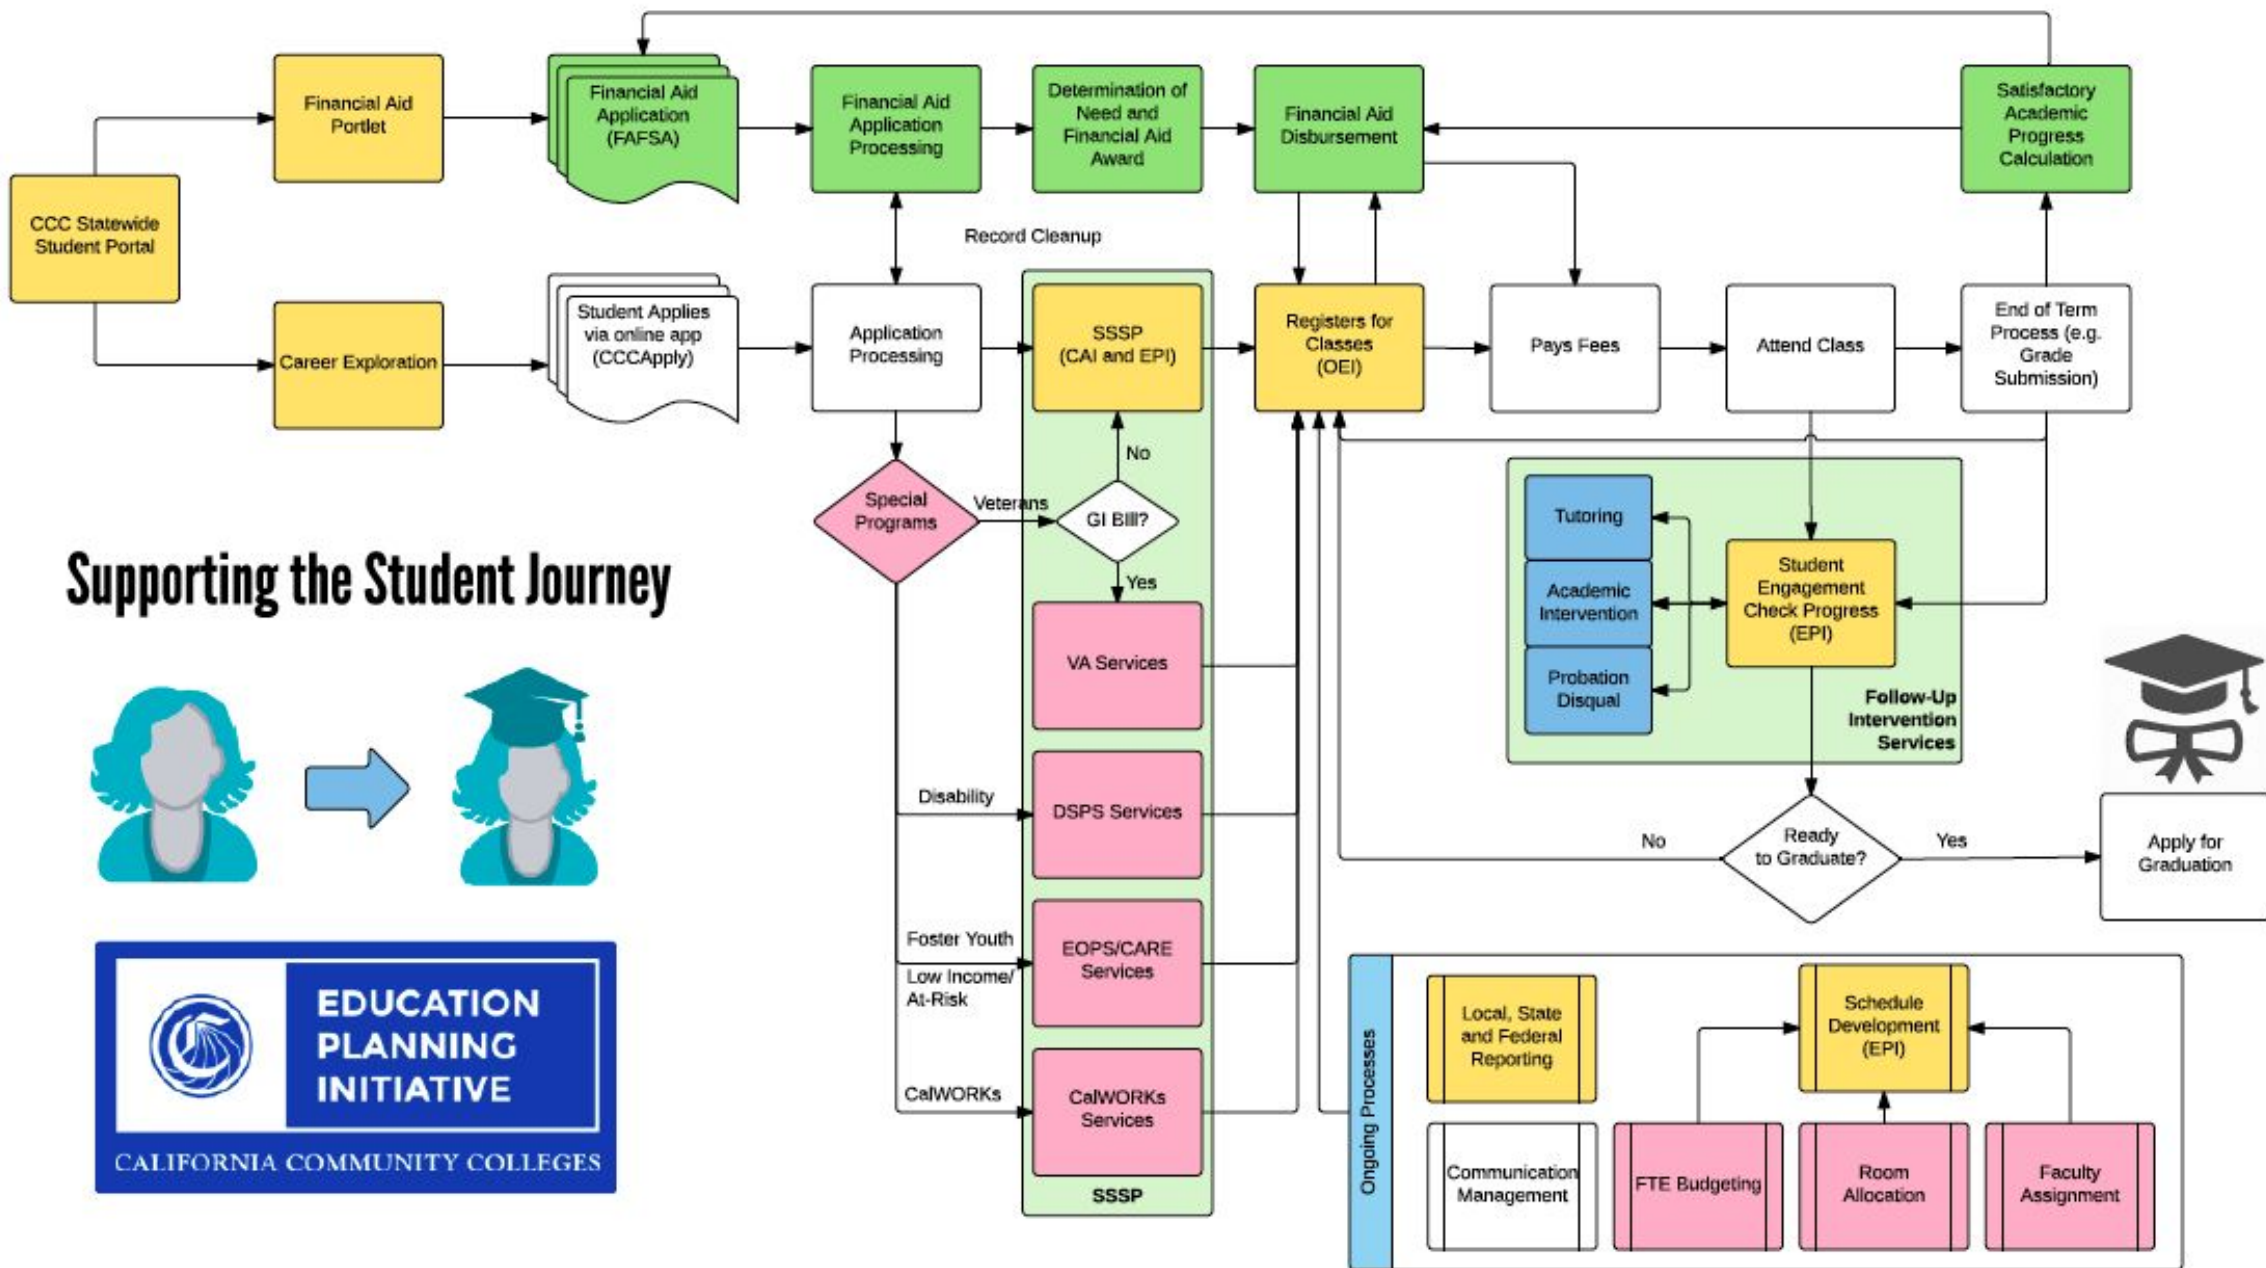 Financial Aid
Portlet
Financial Aid
Application
(FAFSA)
Financial Aid
Application
Processing
Determination of
Need and
Financial Aid
Award
Financial Aid
Disbursement
Satisfactory
Academic
Progress
Calculation
CCC Statewide
Student Portal
Record Cleanup
Career Exploration
Student Applies
via online app
(CCCApply)
Application
Processing
SSSP
(CAI and EPI)
Registers for
Classes
(OEI)
Pays Fees
Attend Class
End of Term
Process (e.g.
Grade
Submission)
No
Special
Programs
Veterans
GI Bill?
Yes
VA Services
Disability
DSPS Services
Foster Youth
Low Income/
At-Risk
EOPS/CARE
Services
CalWORKs
CalWORKs
Services
SSSP
Tutoring
Academic
Intervention
Probation
Disqual
Student
Engagement
Check Progress
(EPI)
Follow-Up
Intervention
Services
No
Ready
to Graduate?
Yes
Apply for
Graduation
Supporting the Student Journey
EDUCATION
PLANNING
INITIATIVE
CALIFORNIA COMMUNITY COLLEGES
Ongoing Processes
Local, State
and Federal
Reporting
Schedule
Development
(EPI)
Communication
Management
FTE Budgeting
Room
Allocation
Faculty
Assignment